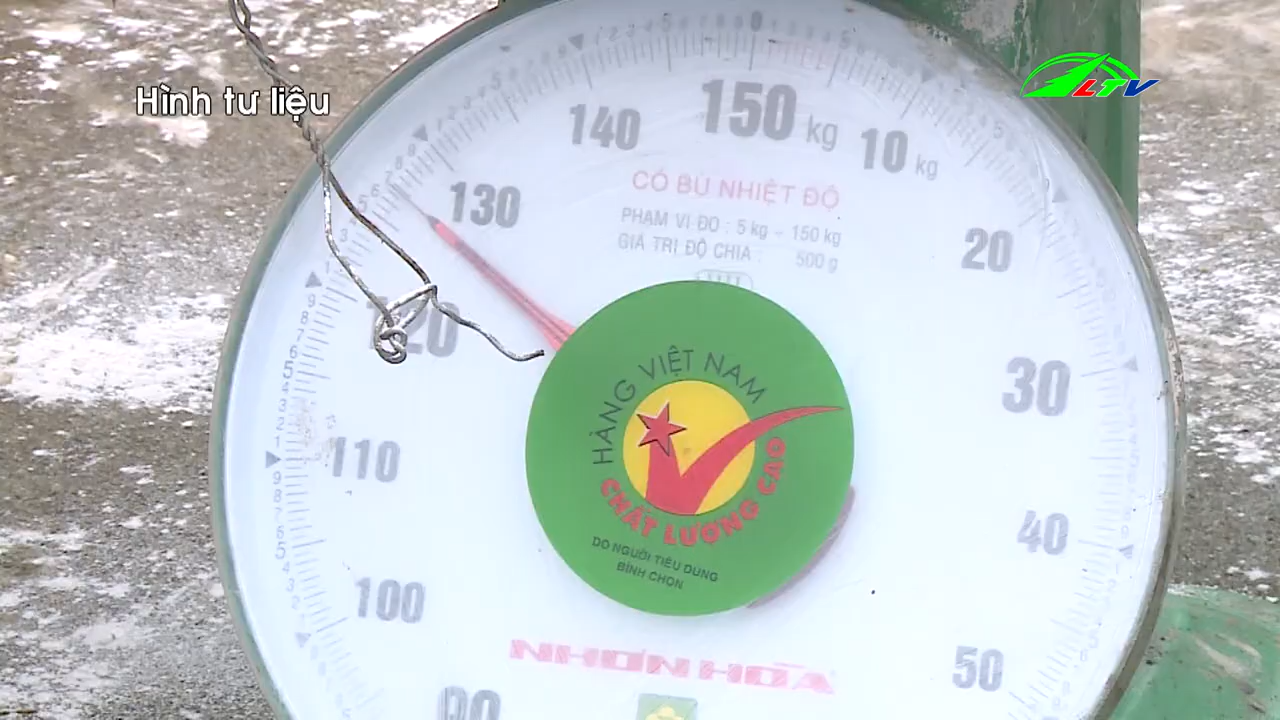 Hình tư liệu
LTV
0
140
150 kg
10 kg
130
20
CÓ BÙ NHIỆT ĐỘ
PHẠM VI ĐO : 5 kg - 150 kg
GIÁ TRỊ ĐỘ CHIA : 500 g
120
30
HÀNG VIỆT NAM
CHẤT LƯỢNG CAO
DO NGƯỜI TIÊU DÙNG
BÌNH CHỌN
110
40
100
NHƠN HÒA
50
90